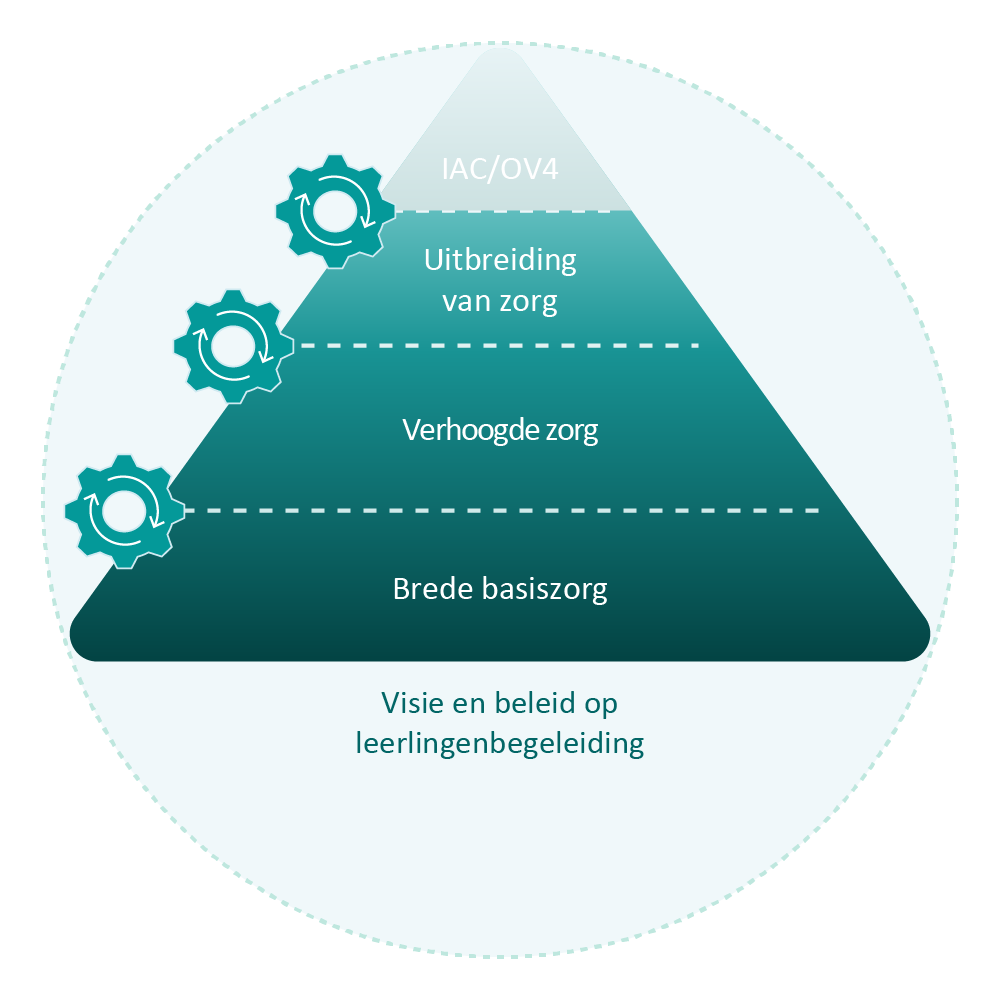 IAC/OV4
Uitbreiding
van zorg
Verhoogde zorg
Brede basiszorg
Visie en beleid op
leerlingenbegeleiding